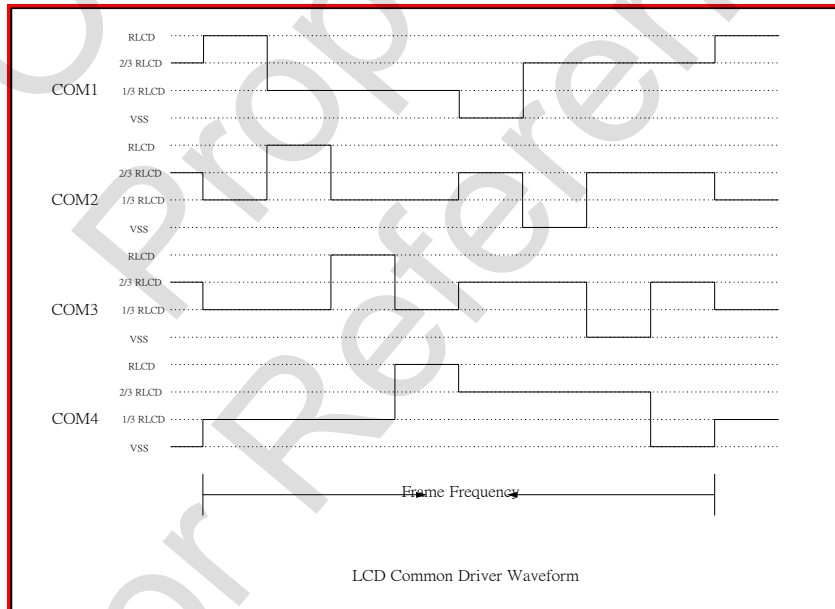 RLCD
2/3 RLCD
COM1
1/3 RLCD
VSS
RLCD
2/3 RLCD
COM2
1/3 RLCD
VSS
RLCD
2/3 RLCD
COM3
1/3 RLCD
VSS
RLCD
2/3 RLCD
COM4
1/3 RLCD
VSS
Frame Frequency
LCD Common Driver Waveform